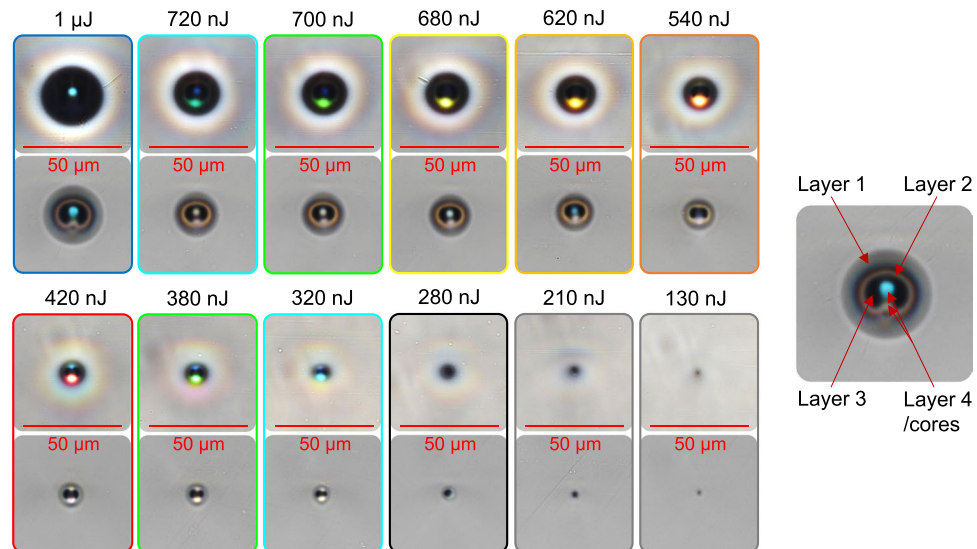 1 µJ 720 nJ 700 nJ 680 nJ 620 nJ 540 nJ
50 µm 50 µm 50 µm 50 µm 50 µm 50 µm
Layer 1 Layer 2
420 nJ 380 nJ 320 nJ 280 nJ 210 nJ 130 nJ
Layer 3 Layer 4
/cores
50 µm 50 µm 50 µm 50 µm 50 µm 50 µm